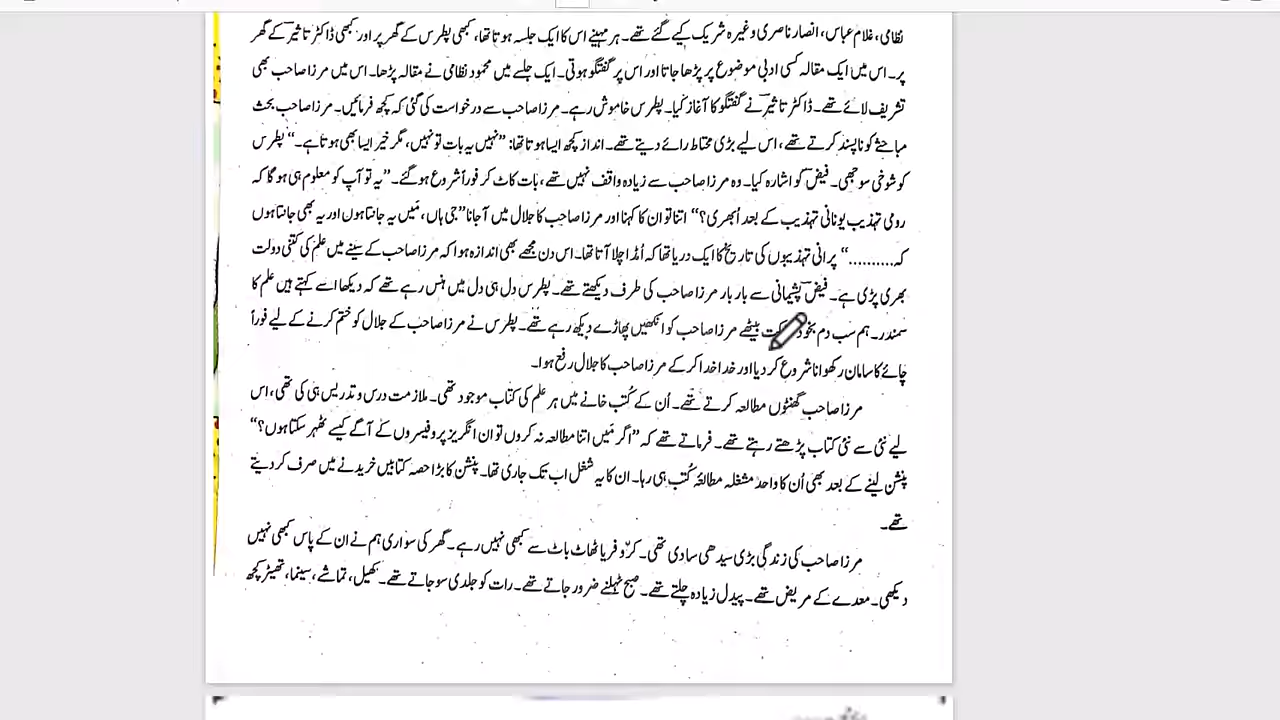 نظامی، غلام عباس، انصار ناصری وغیرہ شریک کیے گئے تھے۔ ہر مہینے اس کا ایک جلسہ ہوتا تھا، کبھی پطرس کے گھر پر اور کبھی ڈاکٹر تاثیرؔ کے گھر
پر۔ اس میں ایک مقالہ کسی ادبی موضوع پر پڑھا جاتا اور اس پر گفتگو ہوتی۔ ایک جلسے میں محمود نظامی نے مقالہ پڑھا۔ اس میں مرزا صاحب بھی
تشریف لائے تھے۔ ڈاکٹر تاثیرؔ نے گفتگو کا آغاز کیا۔ پطرس خاموش رہے۔ مرزا صاحب سے درخواست کی گئی کہ کچھ فرمائیں۔ مرزا صاحب بحث
مباحثے کو ناپسند کرتے تھے، اس لیے بڑی محتاط رائے دیتے تھے۔ انداز کچھ ایسا ہوتا تھا: ”نہیں یہ بات تو نہیں، مگر خیر ایسا بھی ہوتا ہے۔“ پطرس
کو شوخی سوجھی۔ فیضؔ کو اشارہ کیا۔ وہ مرزا صاحب سے زیادہ واقف نہیں تھے، بات کاٹ کر فوراً شروع ہو گئے۔ ”یہ تو آپ کو معلوم ہی ہو گا کہ
رومی تہذیب یونانی تہذیب کے بعد اُبھری؟“ اتنا تو ان کا کہنا اور مرزا صاحب کا جلال میں آ جانا ”جی ہاں، مَیں یہ جانتا ہوں اور یہ بھی جانتا ہوں
کہ..........“ پرانی تہذیبوں کی تاریخ کا ایک دریا تھا کہ اُمڈا چلا آتا تھا۔ اس دن مجھے بھی اندازہ ہوا کہ مرزا صاحب کے سینے میں علم کی کتنی دولت
بھری پڑی ہے۔ فیضؔ پشیمانی سے بار بار مرزا صاحب کی طرف دیکھتے تھے۔ پطرس دل ہی دل میں ہنس رہے تھے کہ دیکھا اسے کہتے ہیں علم کا
سمندر۔ ہم سب دم بخود بیٹھے مرزا صاحب کو آنکھیں پھاڑے دیکھ رہے تھے۔ پطرس نے مرزا صاحب کے جلال کو ختم کرنے کے لیے فوراً
چائے کا سامان رکھوانا شروع کر دیا اور خدا خدا کر کے مرزا صاحب کا جلال رفع ہوا۔
مرزا صاحب گھنٹوں مطالعہ کرتے تھے۔ اُن کے کُتب خانے میں ہر علم کی کتاب موجود تھی۔ ملازمت درس و تدریس ہی کی تھی، اس
لیے نئی سے نئی کتاب پڑھتے رہتے تھے۔ فرماتے تھے کہ ”اگر مَیں اتنا مطالعہ نہ کروں تو ان انگریز پروفیسروں کے آگے کیسے ٹھہر سکتا ہوں؟“
پنشن لینے کے بعد بھی اُن کا واحد مشغلہ مطالعۂ کُتب ہی رہا۔ ان کا یہ شغل اب تک جاری تھا۔ پنشن کا بڑا حصہ کتابیں خریدنے میں صرف کر دیتے
تھے۔
مرزا صاحب کی زندگی بڑی سیدھی سادی تھی۔ کرّوفر یا ٹھاٹ باٹ سے کبھی نہیں رہے۔ گھر کی سواری ہم نے ان کے پاس کبھی نہیں
دیکھی۔ معدے کے مریض تھے۔ پیدل زیادہ چلتے تھے۔ صبح ٹہلنے ضرور جاتے تھے۔ رات کو جلدی سو جاتے تھے۔ کھیل، تماشے، سینما، تھیٹر کچھ